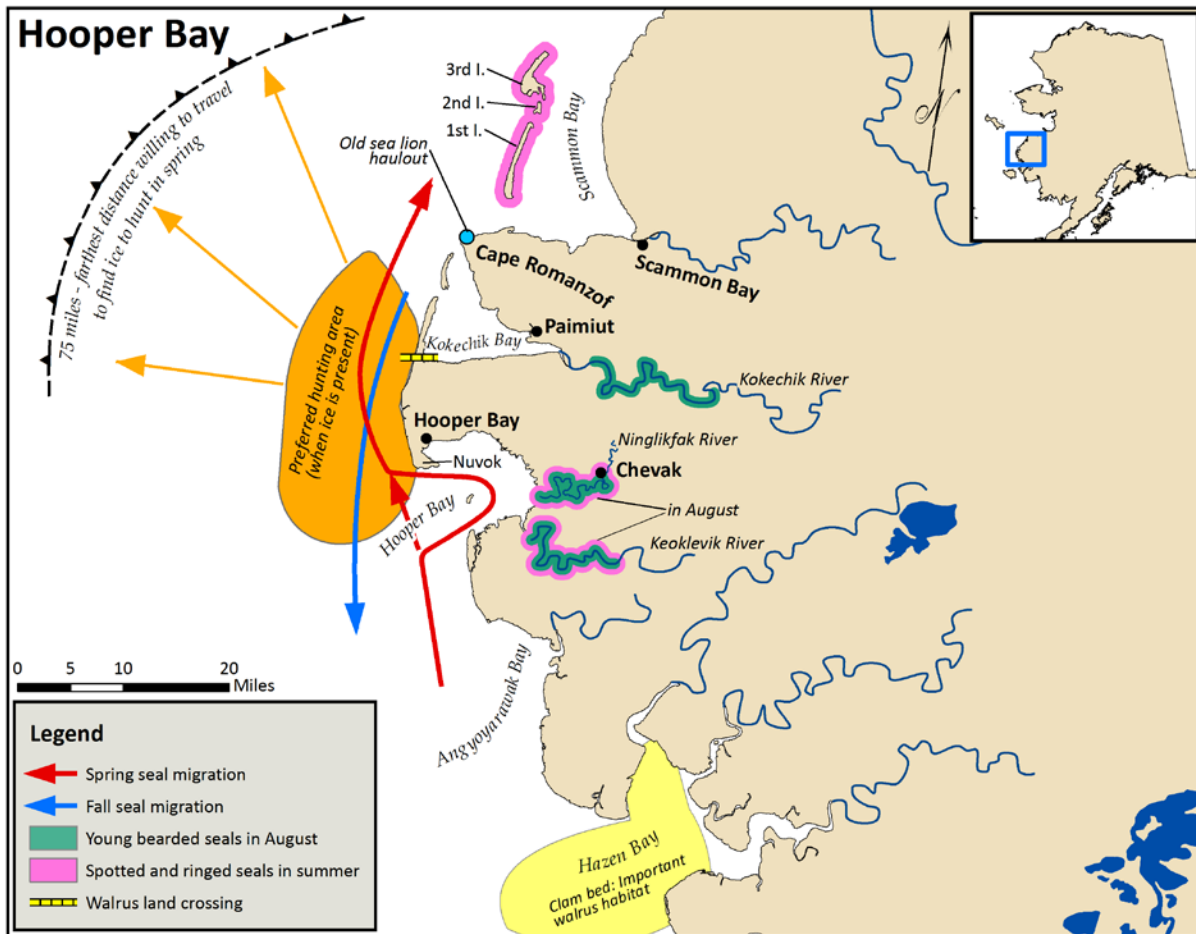 Hooper Bay
75 miles - farthest distance willing to travel
to find ice to hunt in spring
3rd I.
2nd I.
1st I.
Scammon Bay
N
Old sea lion
haulout
Cape Romanzof
Scammon Bay
Paimiut
Kokechik Bay
Kokechik River
Preferred hunting area
(when ice is present)
Hooper Bay
Nuvok
Ninglikfak River
Chevak
Hooper Bay
in August
Keoklevik River
Angyoyarawak Bay
0 5 10 20
Miles
Hazen Bay
Clam bed: Important
walrus habitat
Legend
Spring seal migration
Fall seal migration
Young bearded seals in August
Spotted and ringed seals in summer
Walrus land crossing